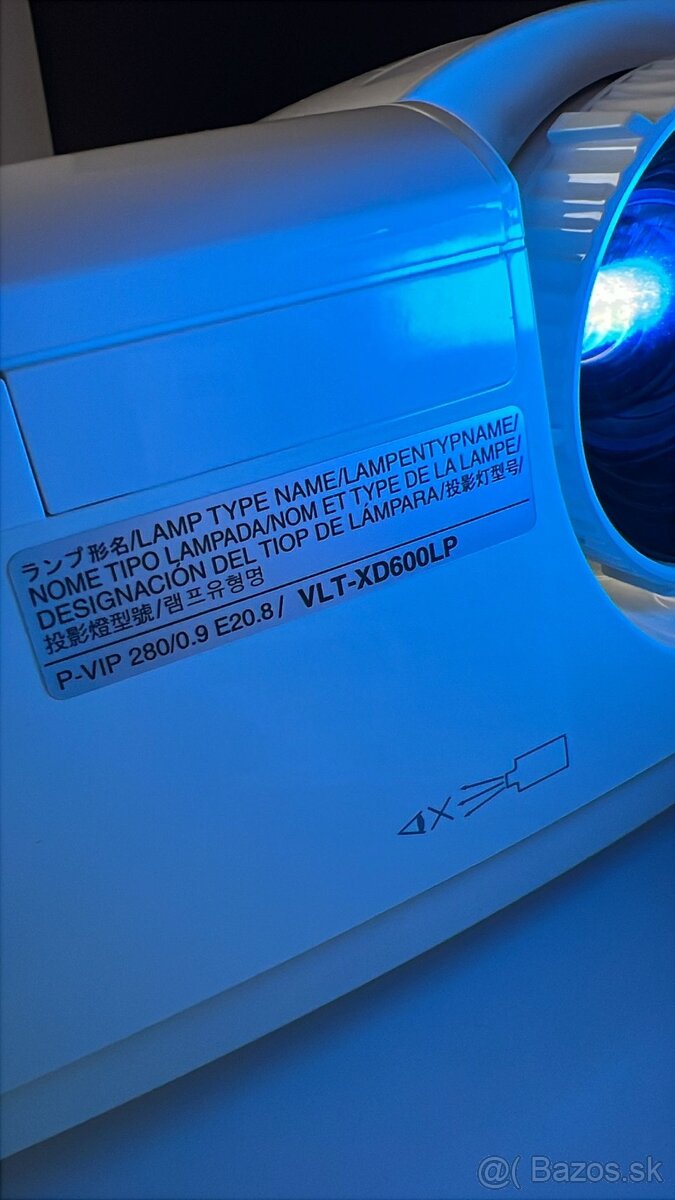 ランプ形名/LAMP TYPE NAME/LAMPENTYPNAME/
NOME TIPO LAMPADA/NOM ET TYPE DE LA LAMPE/
DESIGNACIÓN DEL TIOP DE LÁMPARA/投影灯型号/
投影燈型號/램프유형명
P-VIP 280/0.9 E20.8/ VLT-XD600LP
@( Bazos.sk